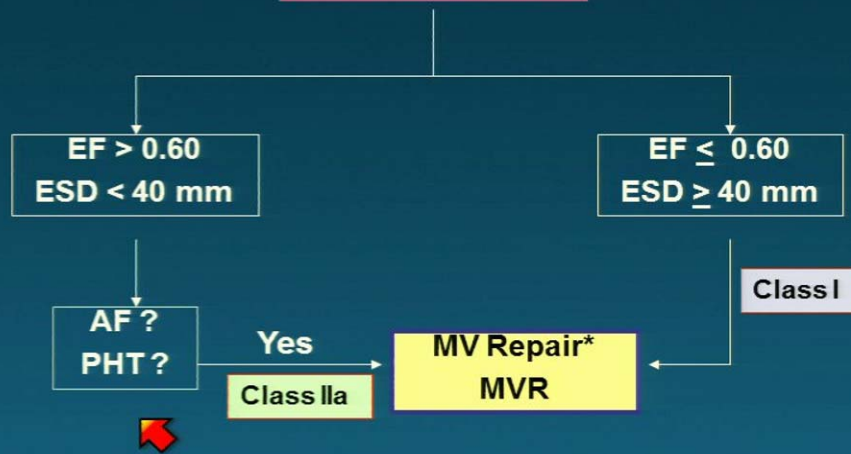 EF > 0.60
ESD < 40 mm
EF ≤ 0.60
ESD ≥ 40 mm
Class I
AF ?
PHT ?
Yes
Class IIa
MV Repair*
MVR